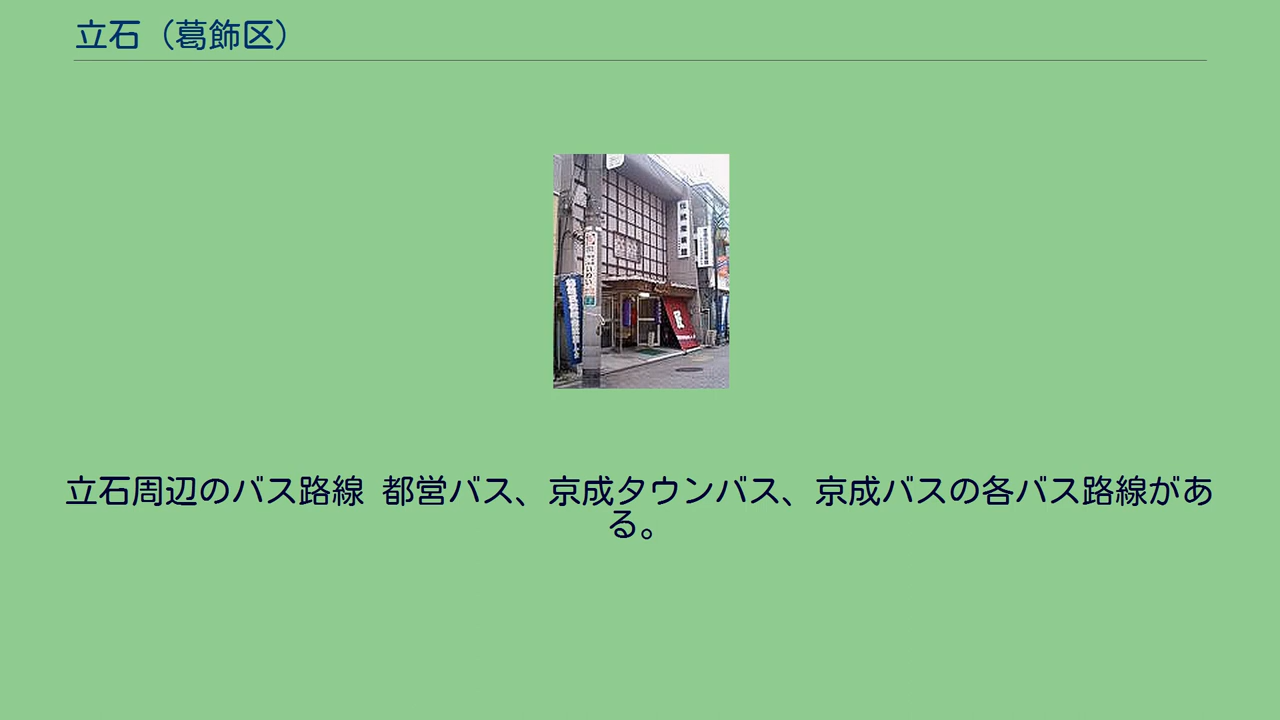 立石（葛飾区）
立石周辺のバス路線 都営バス、京成タウンバス、京成バスの各バス路線があ
る。